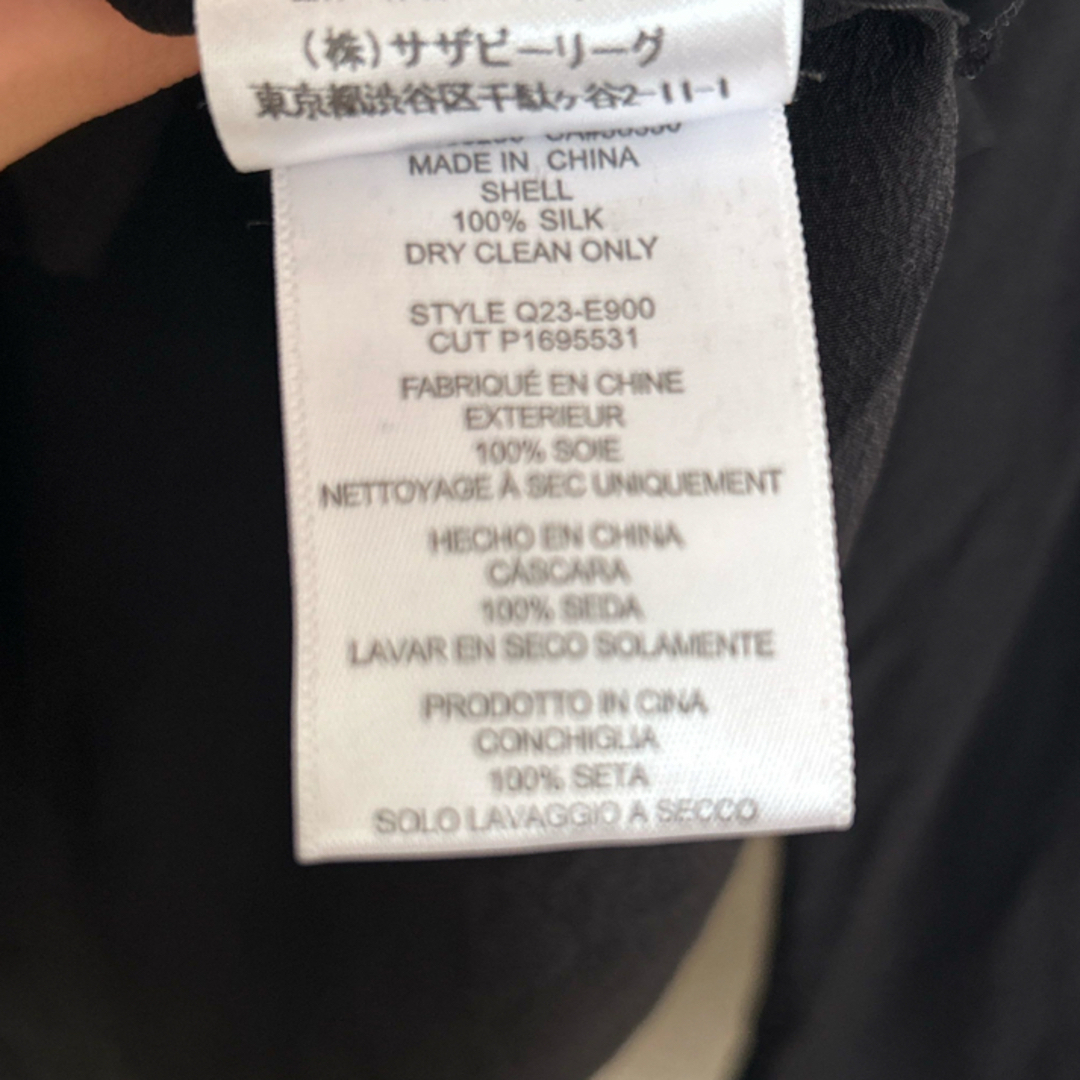 (株)サザビーリーグ
東京都渋谷区千駄ヶ谷2-11-1
MADE IN CHINA
SHELL
100% SILK
DRY CLEAN ONLY
STYLE Q23-E900
CUT P1695531
FABRIQUÉ EN CHINE
EXTERIEUR
100% SOIE
NETTOYAGE À SEC UNIQUEMENT
HECHO EN CHINA
CÁSCARA
100% SEDA
LAVAR EN SECO SOLAMENTE
PRODOTTO IN CINA
CONCHIGLIA
100% SETA
SOLO LAVAGGIO A SECCO